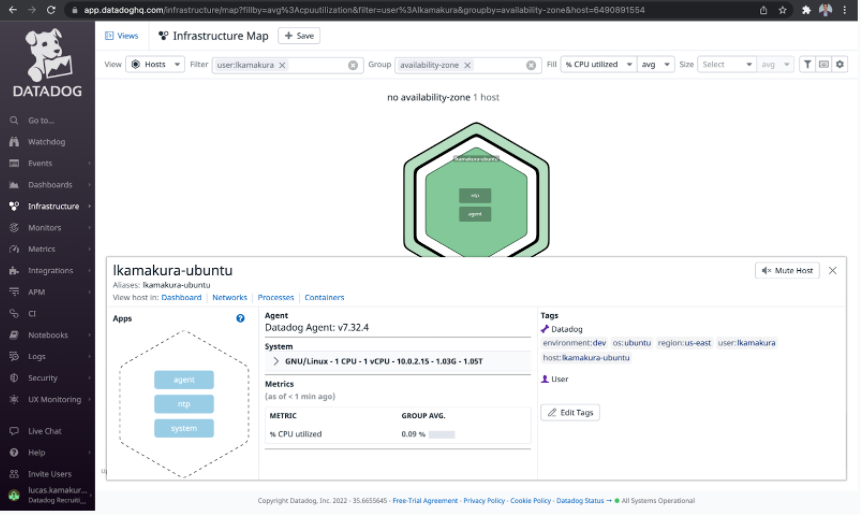 app.datadoghq.com/infrastructure/map?fillby=avg%3Acpuutilization&filter=user%3Alkamakura&groupby=availability-zone&host=6490891554
DATADOG
Go to...
Watchdog
Events
Dashboards
Infrastructure
Monitors
Metrics
Integrations
APM
CI
Notebooks
Logs
Security
UX Monitoring
Live Chat
Help
Invite Users
lucas.kamakur...
Datadog Recruiti...
Views
Infrastructure Map
+ Save
View Hosts Filter user:lkamakura × Group availability-zone × Fill % CPU utilized avg Size Select avg
no availability-zone 1 host
lkamakura-ubuntu
ntp
agent
lkamakura-ubuntu
Mute Host
Aliases: lkamakura-ubuntu
View host in: Dashboard | Networks | Processes | Containers
Apps
agent
ntp
system
Agent
Datadog Agent: v7.32.4
System
GNU/Linux - 1 CPU - 1 vCPU - 10.0.2.15 - 1.03G - 1.05T
Metrics
(as of < 1 min ago)
METRIC GROUP AVG.
% CPU utilized 0.09 %
Tags
Datadog
environment:dev os:ubuntu region:us-east user:lkamakura
host:lkamakura-ubuntu
User
Edit Tags
Copyright Datadog, Inc. 2022 - 35.6655645 - Free-Trial Agreement - Privacy Policy - Cookie Policy - Datadog Status → All Systems Operational